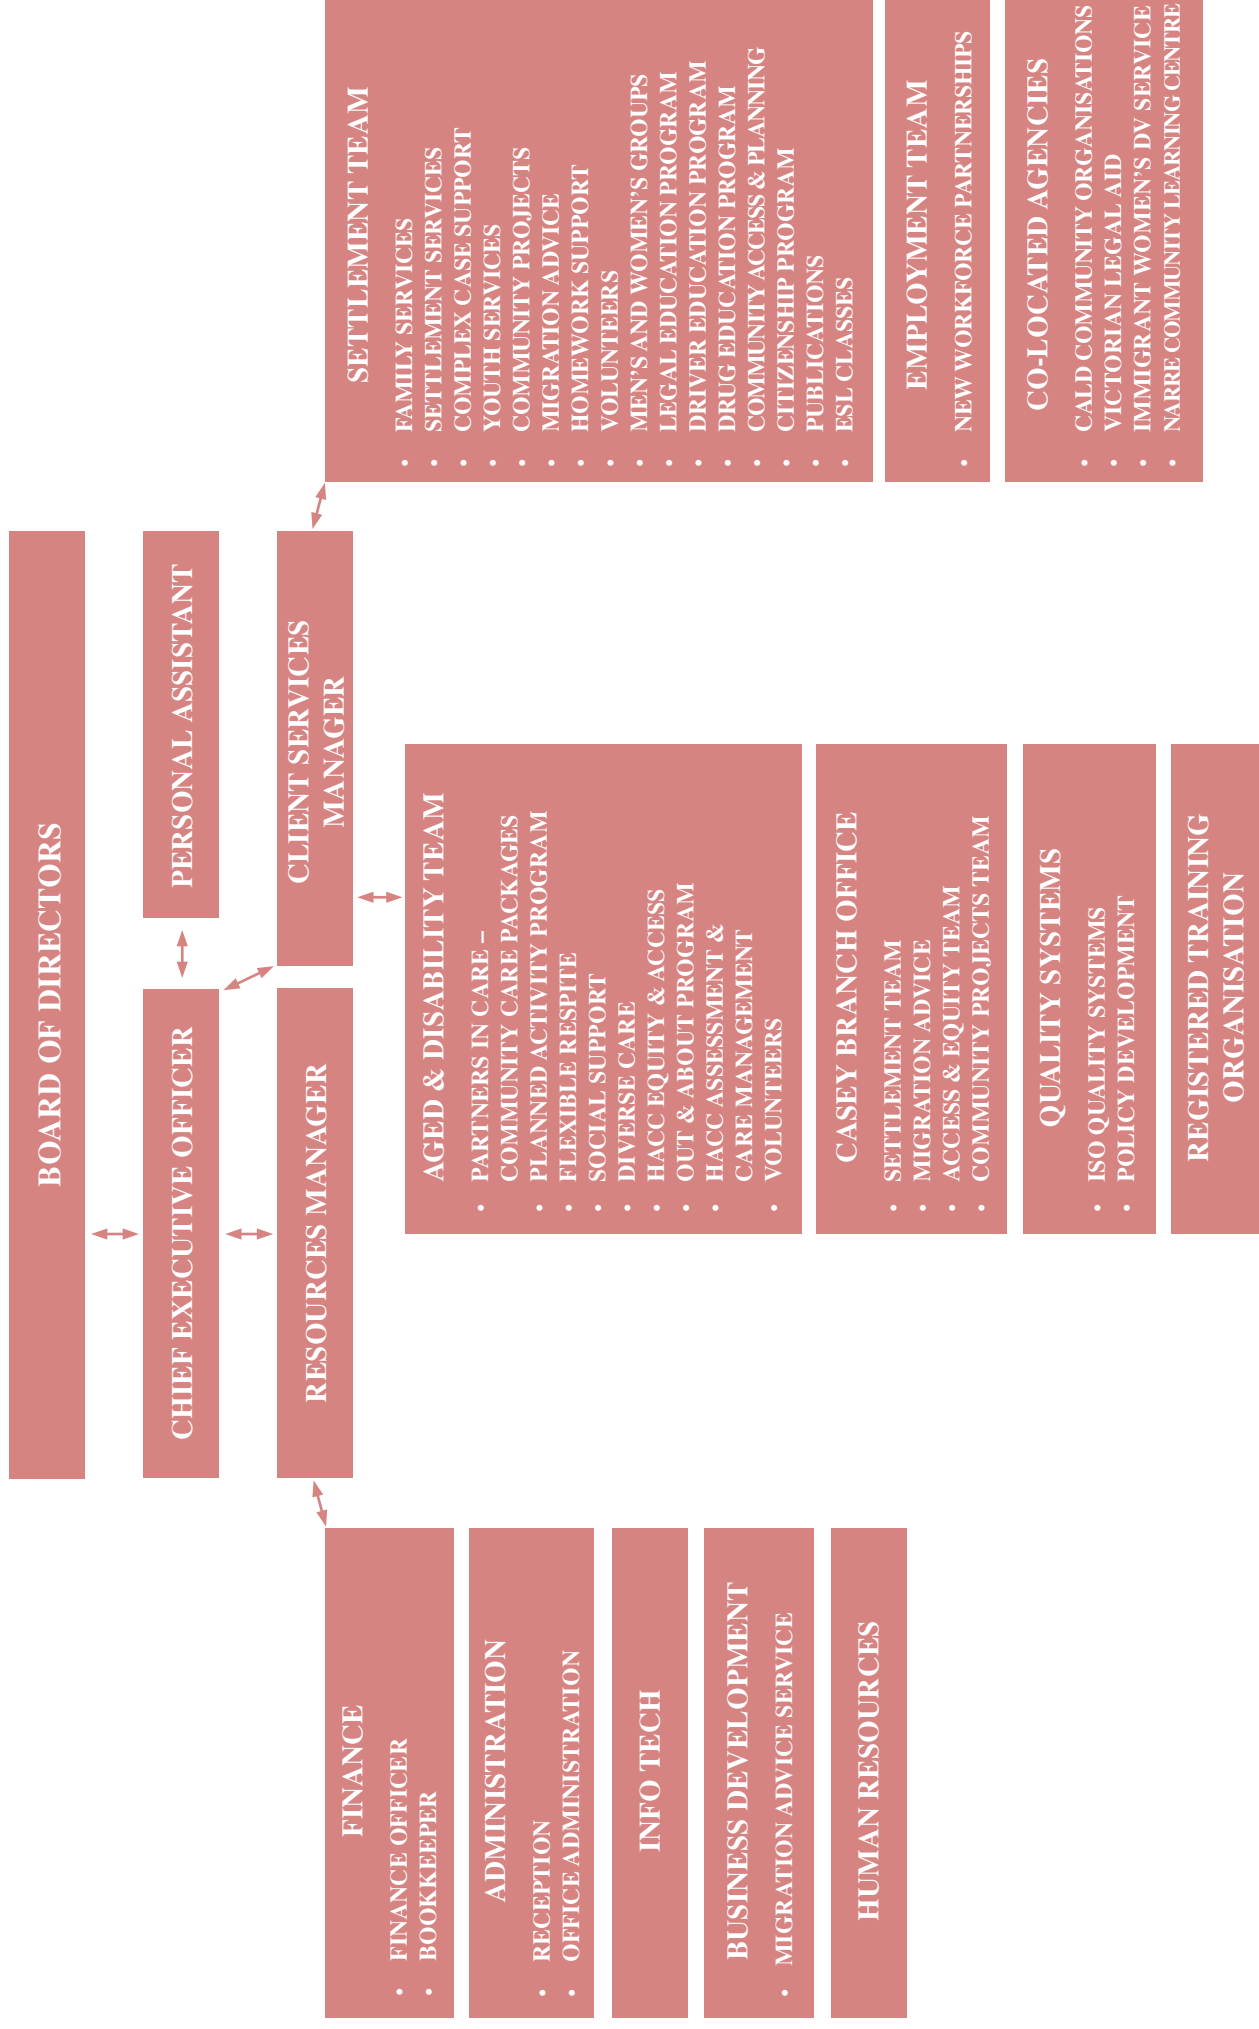 BOARD OF DIRECTORS
CHIEF EXECUTIVE OFFICER
PERSONAL ASSISTANT
RESOURCES MANAGER
CLIENT SERVICES
MANAGER
FINANCE
• FINANCE OFFICER
• BOOKKEEPER
ADMINISTRATION
• RECEPTION
• OFFICE ADMINISTRATION
INFO TECH
BUSINESS DEVELOPMENT
• MIGRATION ADVICE SERVICE
HUMAN RESOURCES
AGED & DISABILITY TEAM
• PARTNERS IN CARE –
COMMUNITY CARE PACKAGES
• PLANNED ACTIVITY PROGRAM
• FLEXIBLE RESPITE
• SOCIAL SUPPORT
• DIVERSE CARE
• HACC EQUITY & ACCESS
• OUT & ABOUT PROGRAM
• HACC ASSESSMENT &
CARE MANAGEMENT
• VOLUNTEERS
CASEY BRANCH OFFICE
• SETTLEMENT TEAM
• MIGRATION ADVICE
• ACCESS & EQUITY TEAM
• COMMUNITY PROJECTS TEAM
QUALITY SYSTEMS
• ISO QUALITY SYSTEMS
• POLICY DEVELOPMENT
REGISTERED TRAINING
ORGANISATION
SETTLEMENT TEAM
• FAMILY SERVICES
• SETTLEMENT SERVICES
• COMPLEX CASE SUPPORT
• YOUTH SERVICES
• COMMUNITY PROJECTS
• MIGRATION ADVICE
• HOMEWORK SUPPORT
• VOLUNTEERS
• MEN'S AND WOMEN'S GROUPS
• LEGAL EDUCATION PROGRAM
• DRIVER EDUCATION PROGRAM
• DRUG EDUCATION PROGRAM
• COMMUNITY ACCESS & PLANNING
• CITIZENSHIP PROGRAM
• PUBLICATIONS
• ESL CLASSES
EMPLOYMENT TEAM
• NEW WORKFORCE PARTNERSHIPS
CO-LOCATED AGENCIES
• CALD COMMUNITY ORGANISATIONS
• VICTORIAN LEGAL AID
• IMMIGRANT WOMEN'S DV SERVICE
• NARRE COMMUNITY LEARNING CENTRE